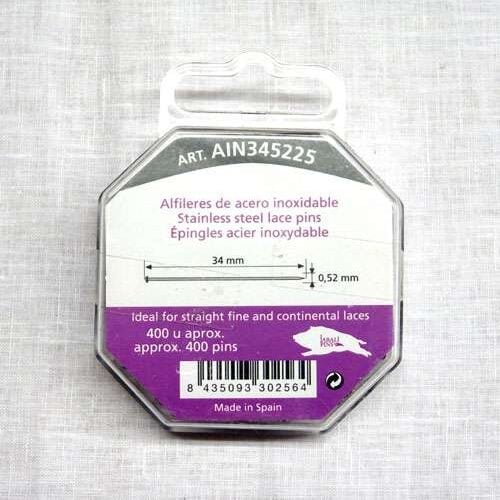 ART. AIN345225
Alfileres de acero inoxidable
Stainless steel lace pins
Épingles acier inoxydable
34 mm
0,52 mm
Ideal for straight fine and continental laces
400 u aprox.
approx. 400 pins
8 435093 302564
Made in Spain